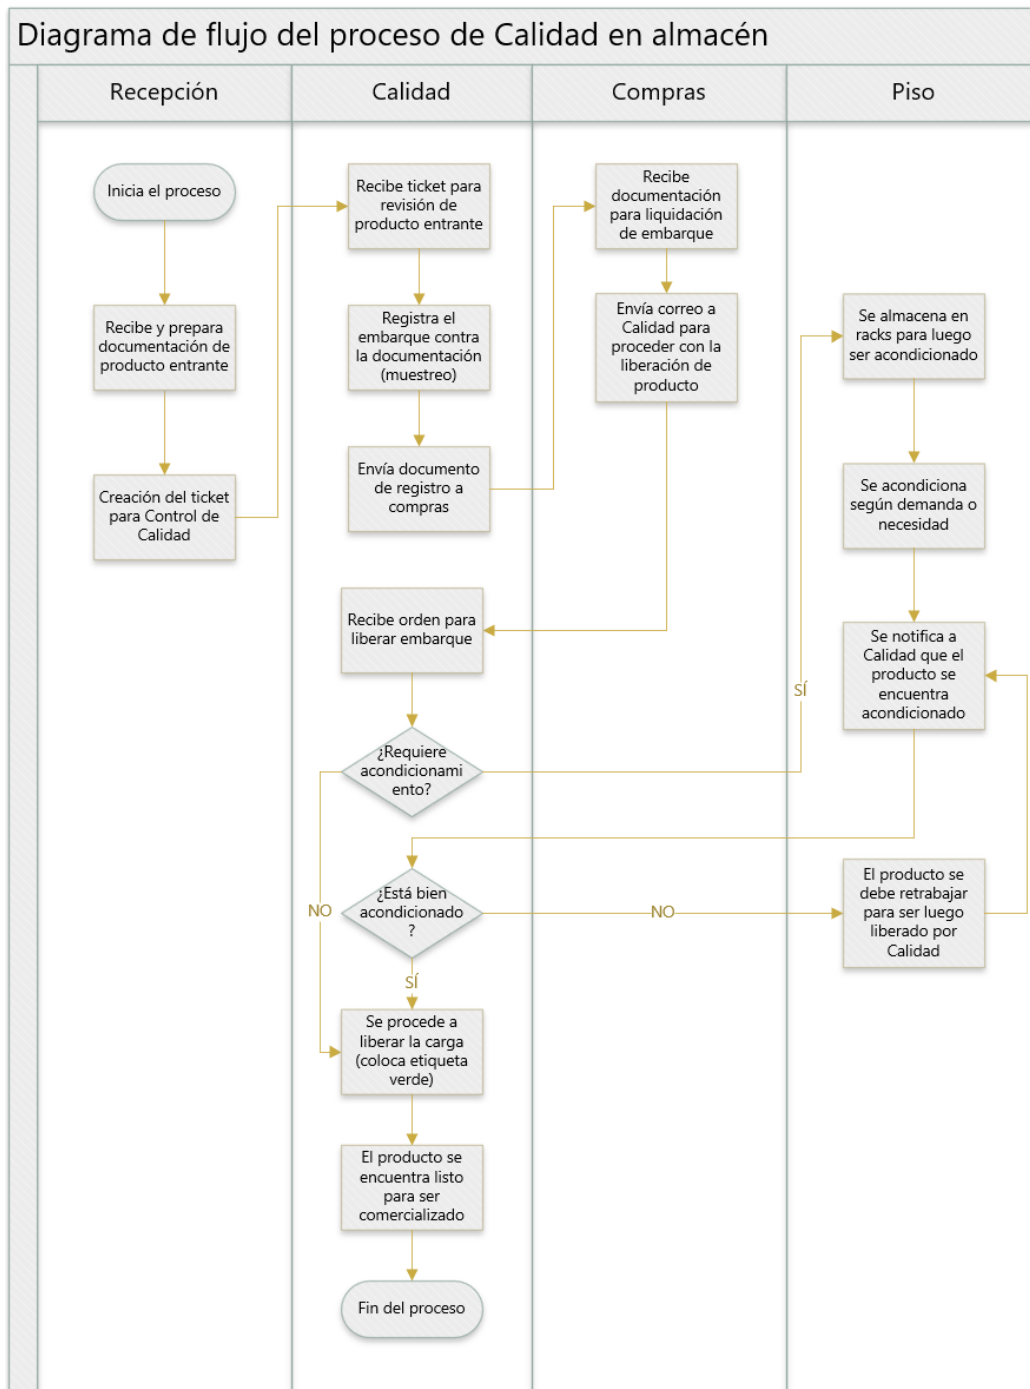 Diagrama de flujo del proceso de Calidad en almacén
Recepción
Calidad
Compras
Piso
Inicia el proceso
Recibe y prepara
documentación de
producto entrante
Creación del ticket
para Control de
Calidad
Recibe ticket para
revisión de
producto entrante
Registra el
embarque contra
la documentación
(muestreo)
Envía documento
de registro a
compras
Recibe
documentación
para liquidación
de embarque
Envía correo a
Calidad para
proceder con la
liberación de
producto
Recibe orden para
liberar embarque
¿Requiere
acondicionami
ento?
SÍ
NO
Se almacena en
racks para luego
ser acondicionado
Se acondiciona
según demanda o
necesidad
Se notifica a
Calidad que el
producto se
encuentra
acondicionado
¿Está bien
acondicionado
?
NO
SÍ
El producto se
debe retrabajar
para ser luego
liberado por
Calidad
Se procede a
liberar la carga
(coloca etiqueta
verde)
El producto se
encuentra listo
para ser
comercializado
Fin del proceso